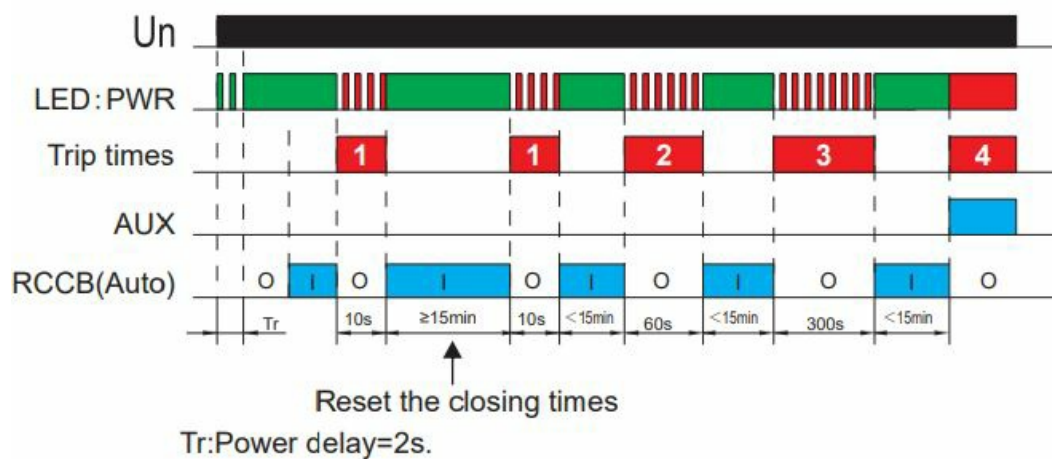 Un
LED:PWR
Trip times 1 1 2 3 4
AUX
RCCB(Auto) O I O I O I O I O I O
Tr 10s ≥15min 10s <15min 60s <15min 300s <15min
Reset the closing times
Tr:Power delay=2s.